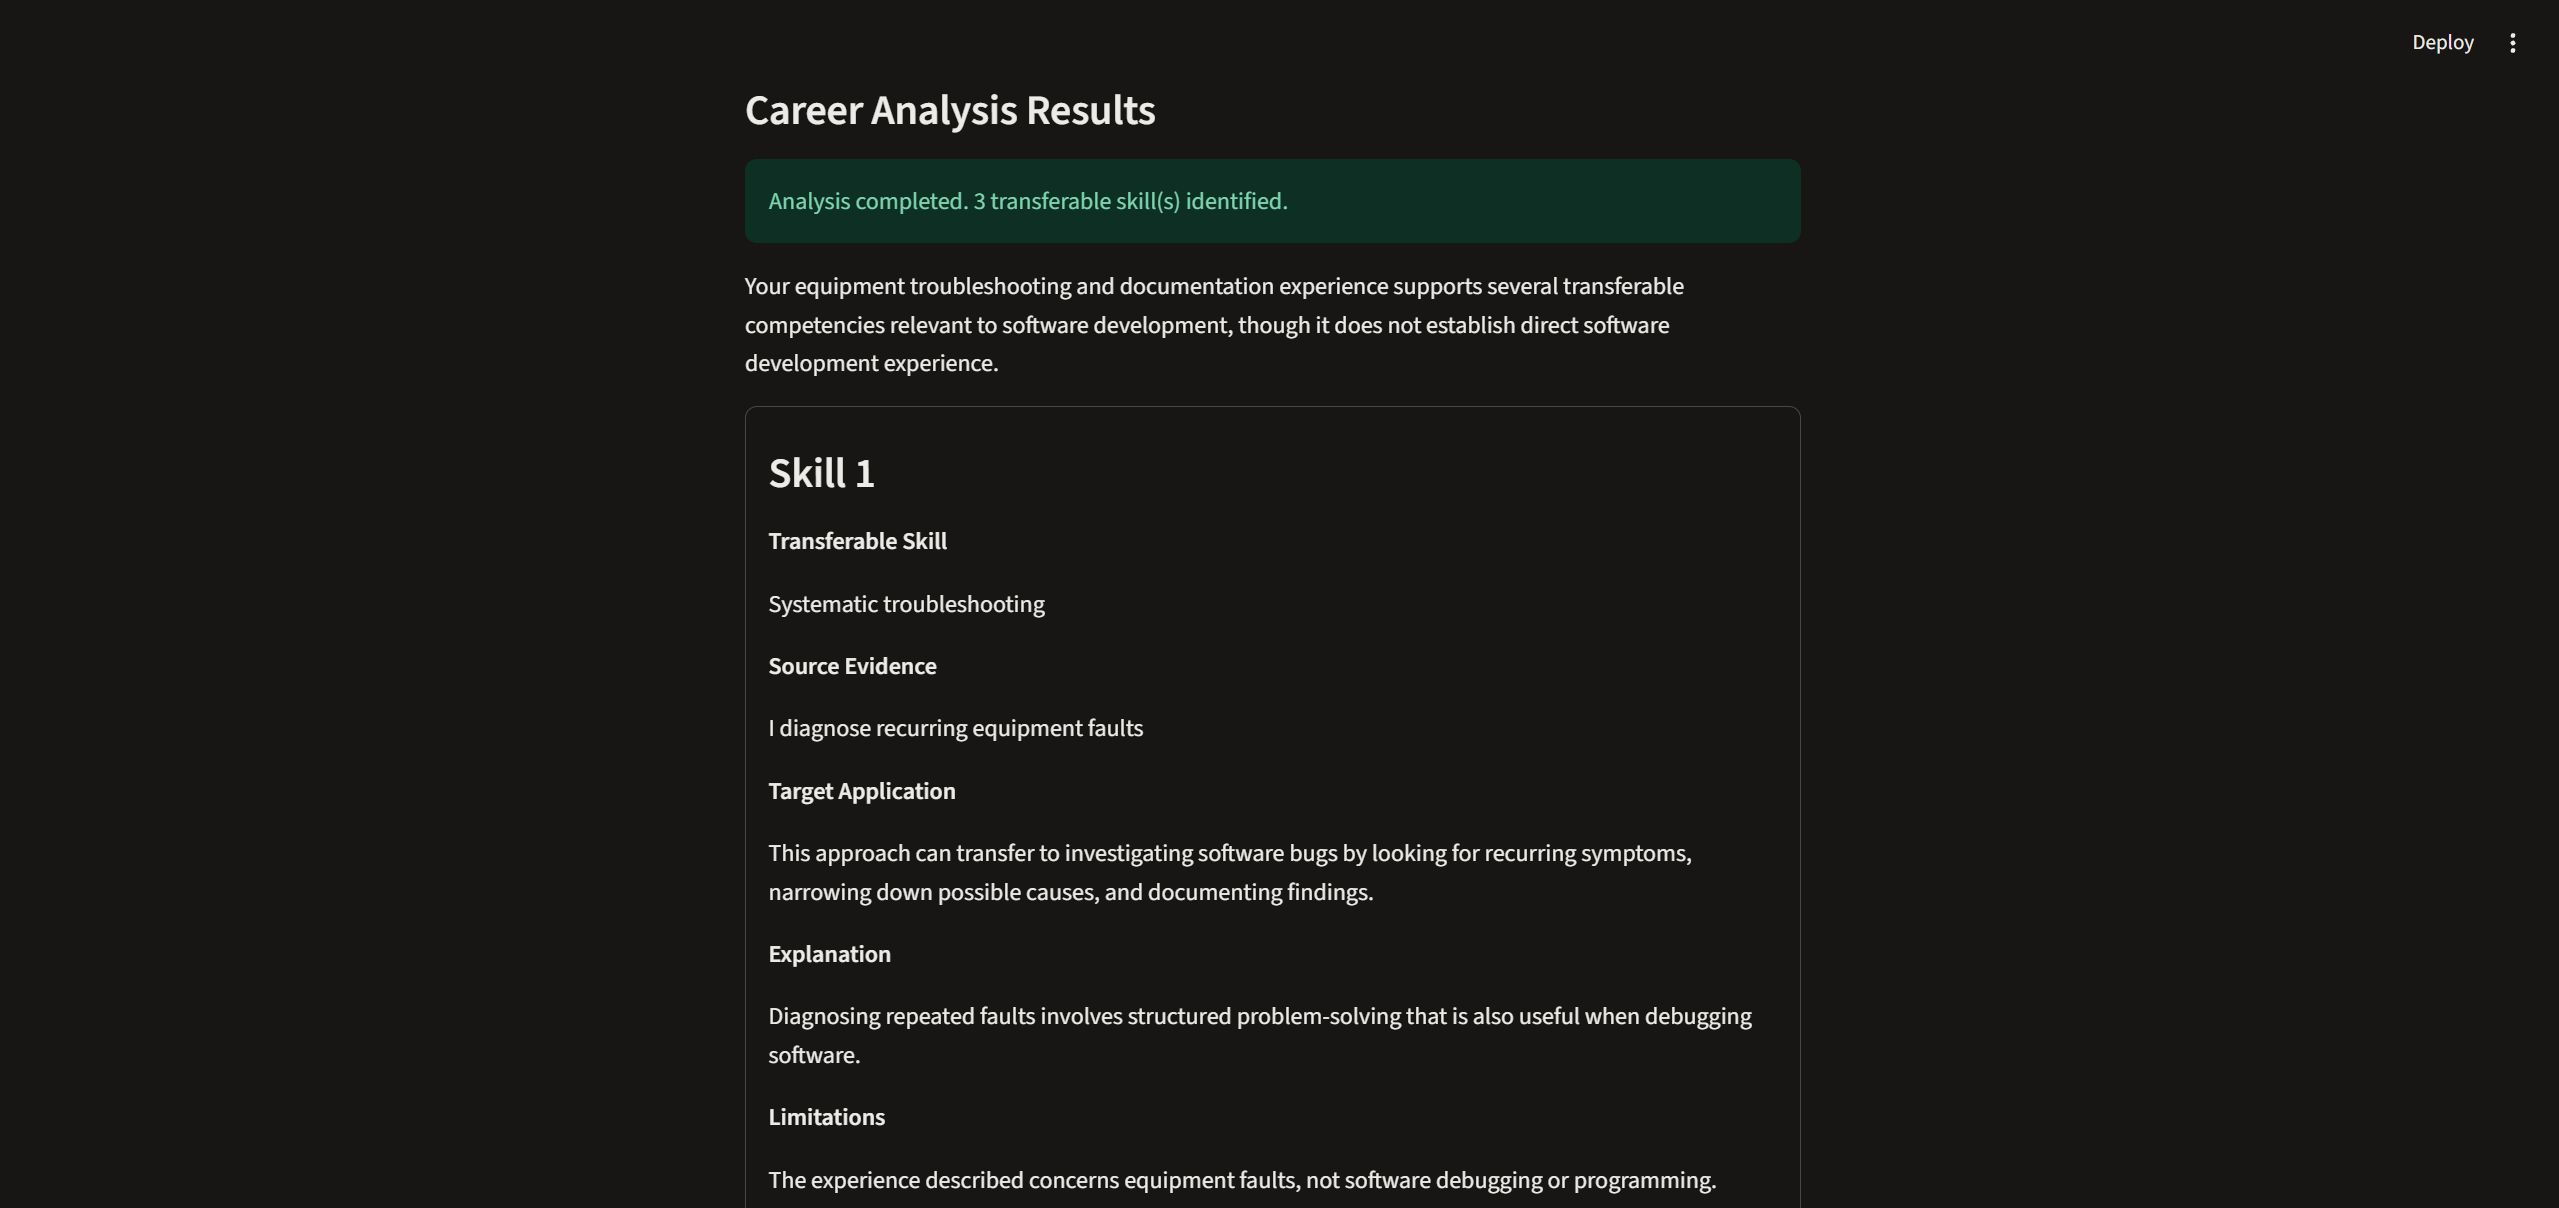 Deploy
Career Analysis Results
Analysis completed. 3 transferable skill(s) identified.
Your equipment troubleshooting and documentation experience supports several transferable
competencies relevant to software development, though it does not establish direct software
development experience.
Skill 1
Transferable Skill
Systematic troubleshooting
Source Evidence
I diagnose recurring equipment faults
Target Application
This approach can transfer to investigating software bugs by looking for recurring symptoms,
narrowing down possible causes, and documenting findings.
Explanation
Diagnosing repeated faults involves structured problem-solving that is also useful when debugging
software.
Limitations
The experience described concerns equipment faults, not software debugging or programming.